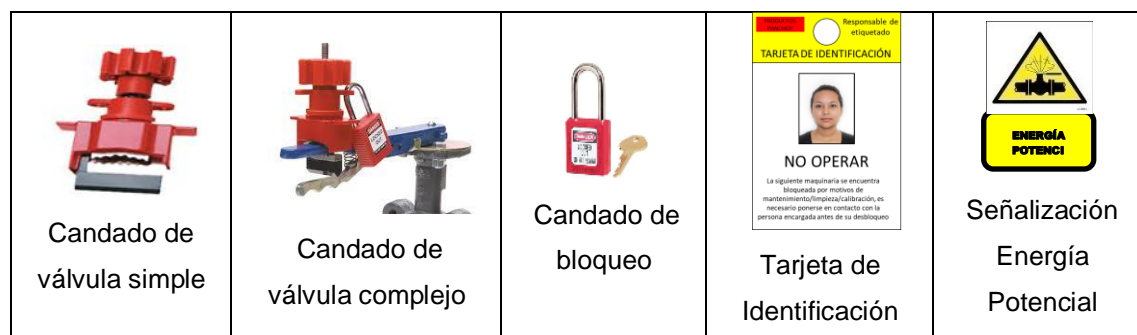 Candado de
válvula simple
Candado de
válvula complejo
Candado de
bloqueo
Responsable de
etiquetado
TARJETA DE IDENTIFICACIÓN
NO OPERAR
La siguiente maquinaria se encuentra
bloqueada por motivos de
mantenimiento/limpieza/calibración, es
necesario ponerse en contacto con la
persona encargada antes de su desbloqueo
Tarjeta de
Identificación
ENERGÍA
POTENCI
Señalización
Energía
Potencial